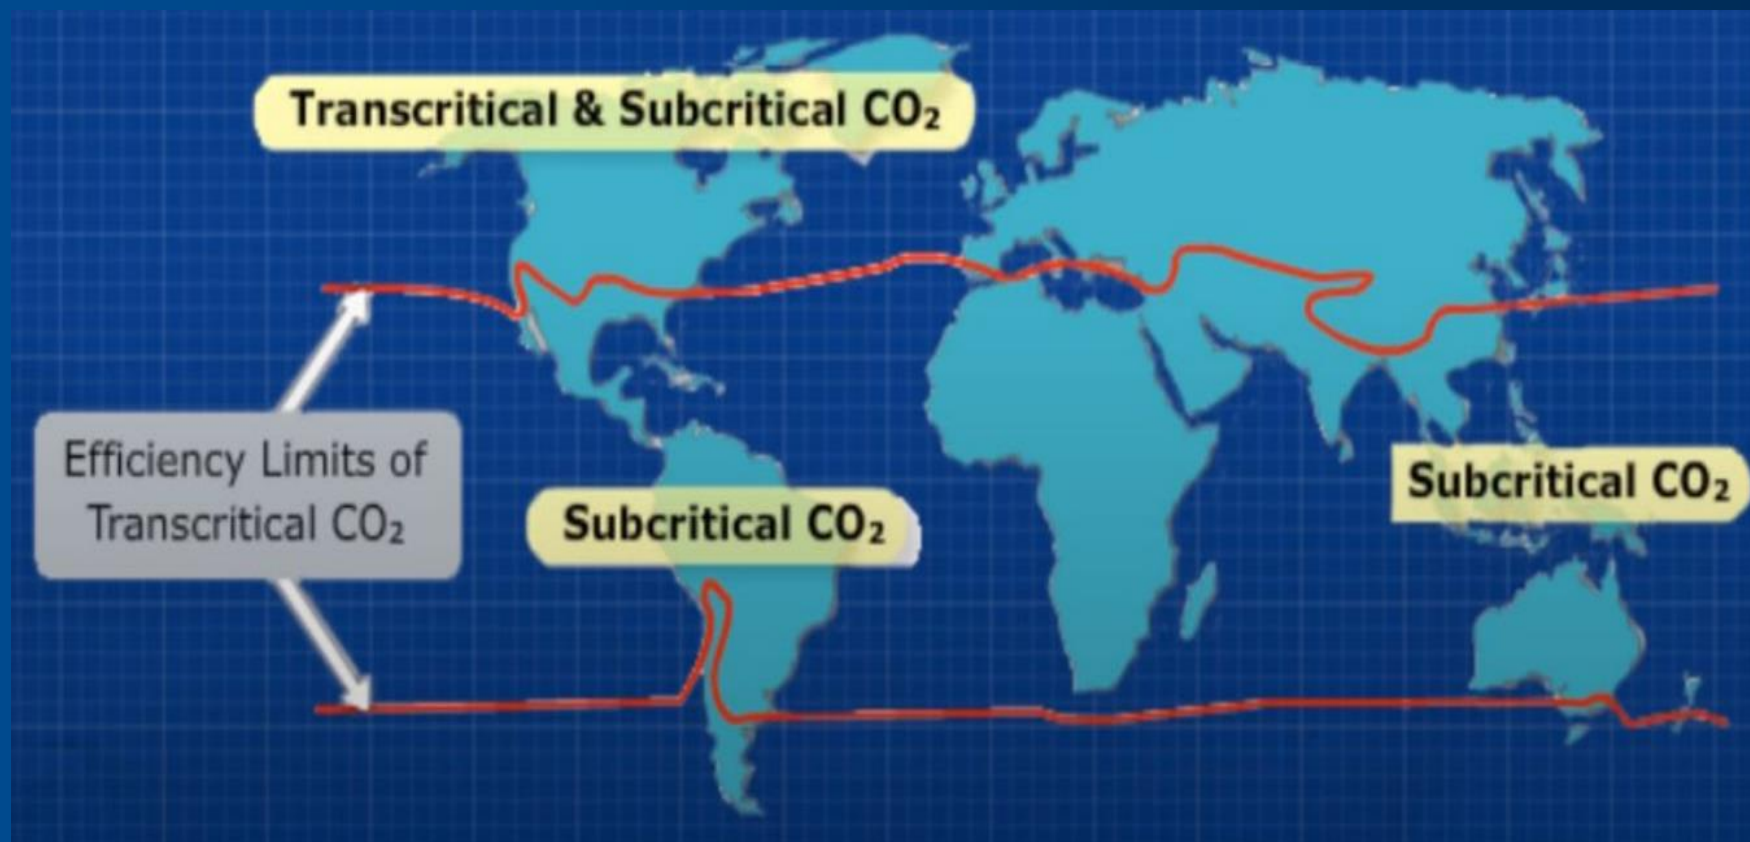 Transcritical & Subcritical CO₂
Efficiency Limits of
Transcritical CO₂
Subcritical CO₂
Subcritical CO₂